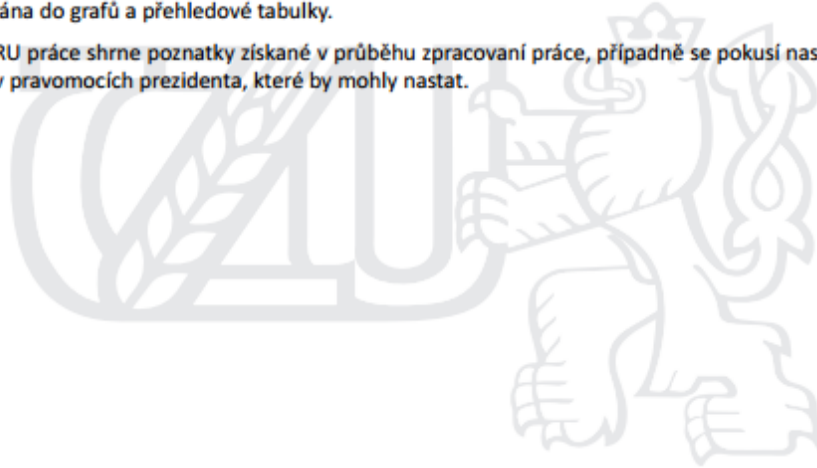 ána do grafů a přehledové tabulky.
RU práce shrne poznatky získané v průběhu zpracovaní práce, případně se pokusí nas
v pravomocích prezidenta, které by mohly nastat.
ČZU